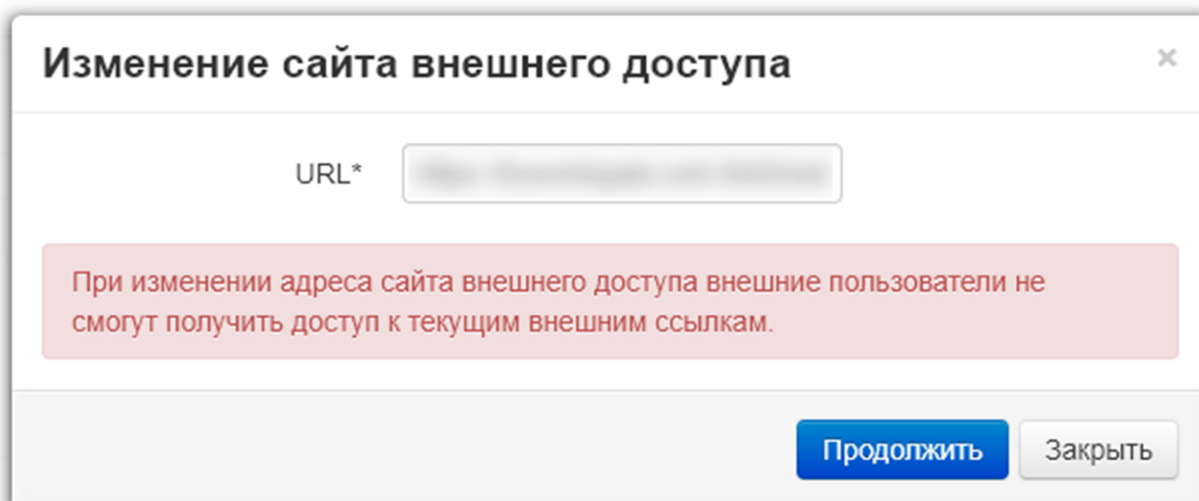 Изменение сайта внешнего доступа
×
URL*
При изменении адреса сайта внешнего доступа внешние пользователи не
смогут получить доступ к текущим внешним ссылкам.
Продолжить Закрыть